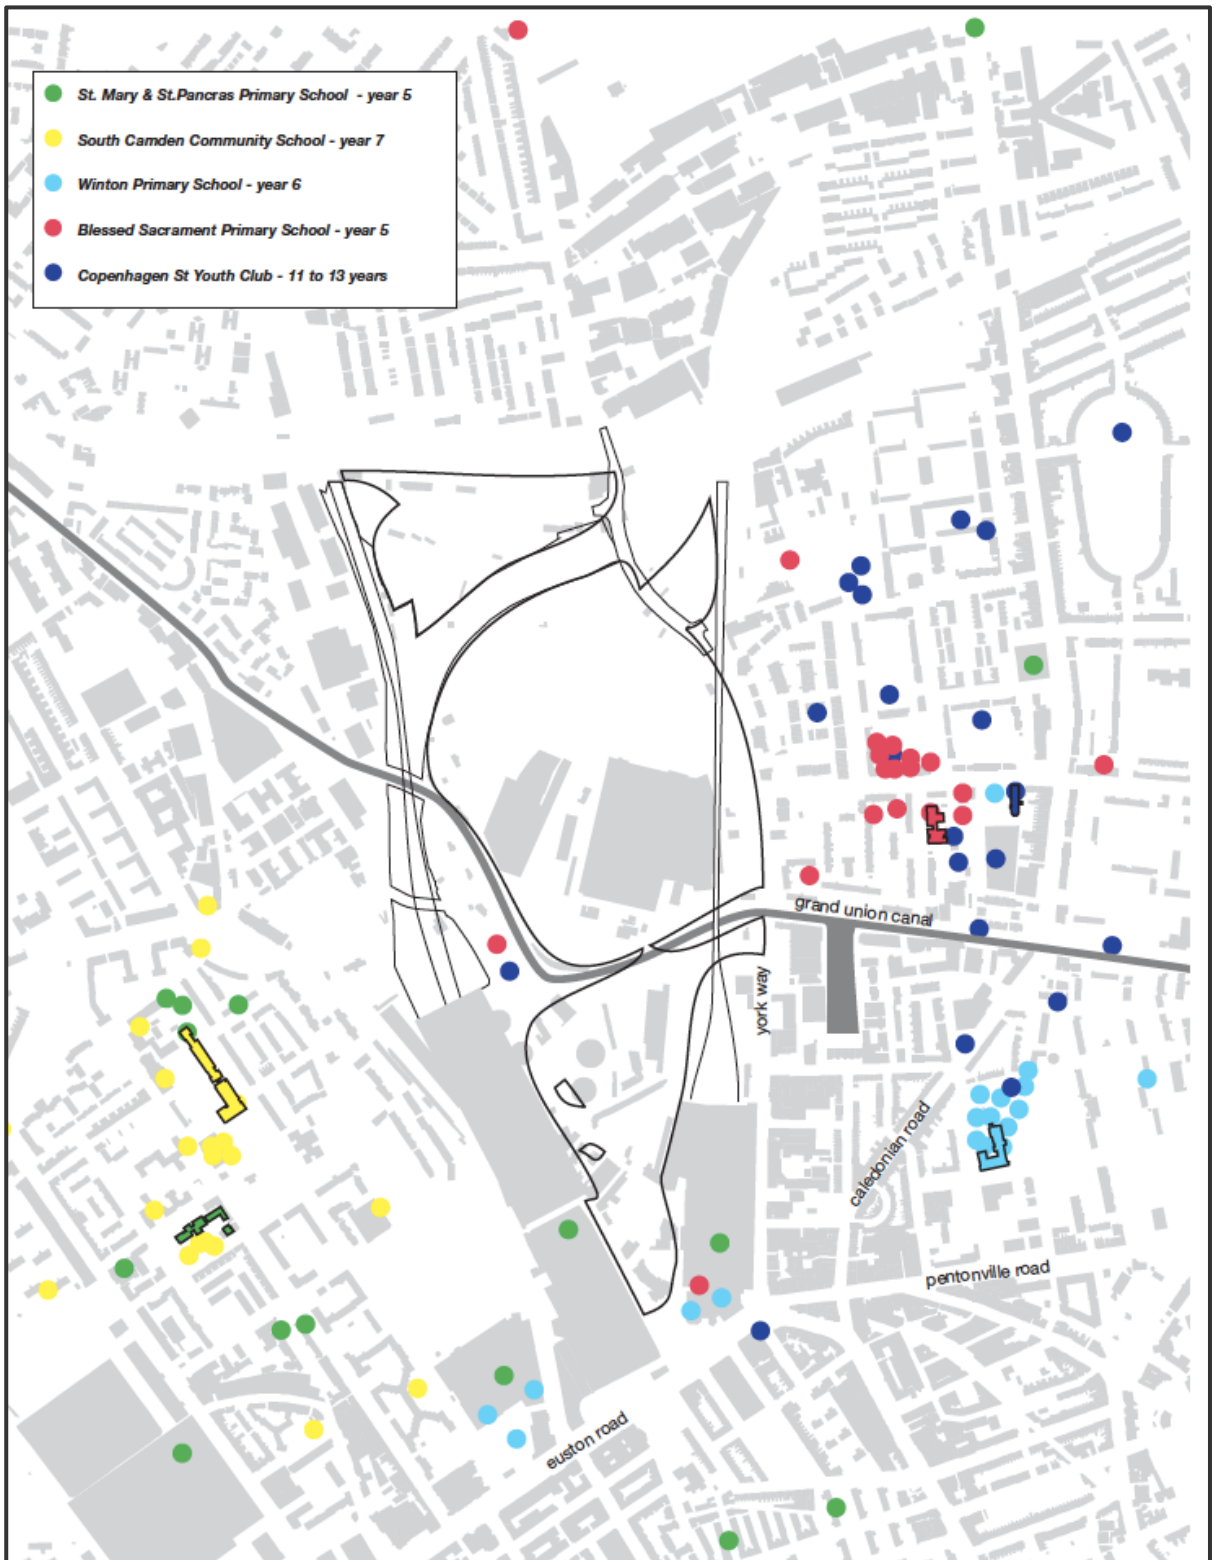 St. Mary & St.Pancras Primary School - year 5
South Camden Community School - year 7
Winton Primary School - year 6
Blessed Sacrament Primary School - year 5
Copenhagen St Youth Club - 11 to 13 years
grand union canal
york way
caledonian road
pentonville road
euston road